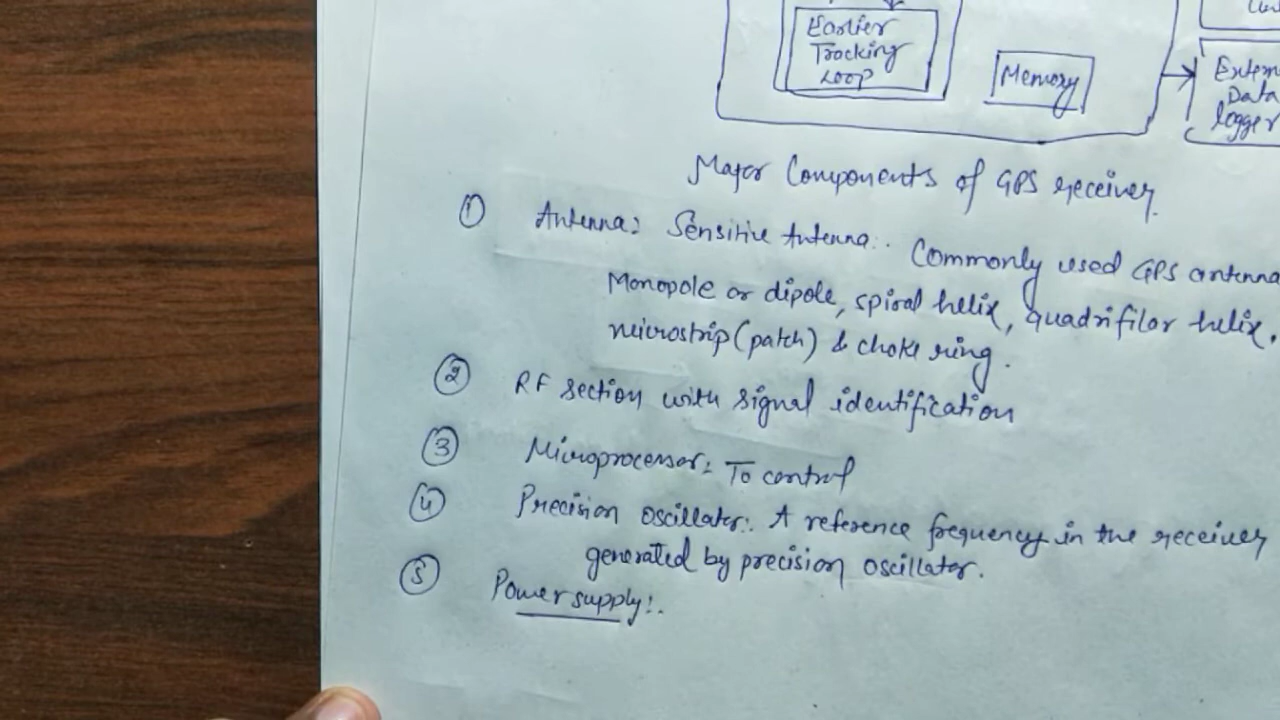 Earlier
Tracking
Loop
Memory
Extern
Data
logger
Major Components of GPS receiver.
① Antenna: Sensitive Antenna:. Commonly used GPS antenna
Monopole or dipole, spiral helix, quadrifilar helix.
microstrip (patch) & choke ring.
② RF section with signal identification
③ Microprocessor: To control
④ Precision oscillator:. A reference frequency in the receiver
generated by precision oscillator.
⑤ Power supply:.